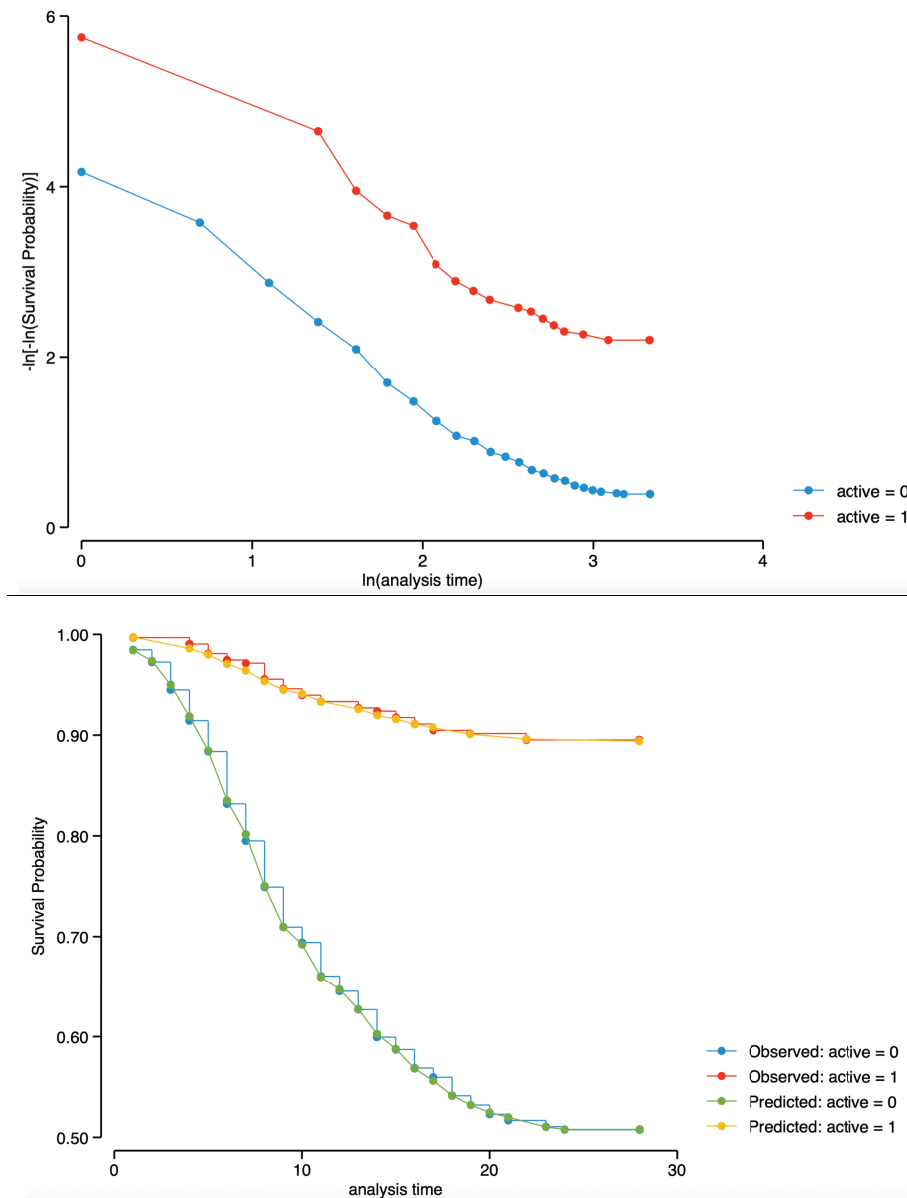 6
4
2
0
-ln[-ln(Survival Probability)]
0 1 2 3 4
ln(analysis time)
active = 0
active = 1
1.00
0.90
0.80
0.70
0.60
0.50
Survival Probability
0 10 20 30
analysis time
Observed: active = 0
Observed: active = 1
Predicted: active = 0
Predicted: active = 1